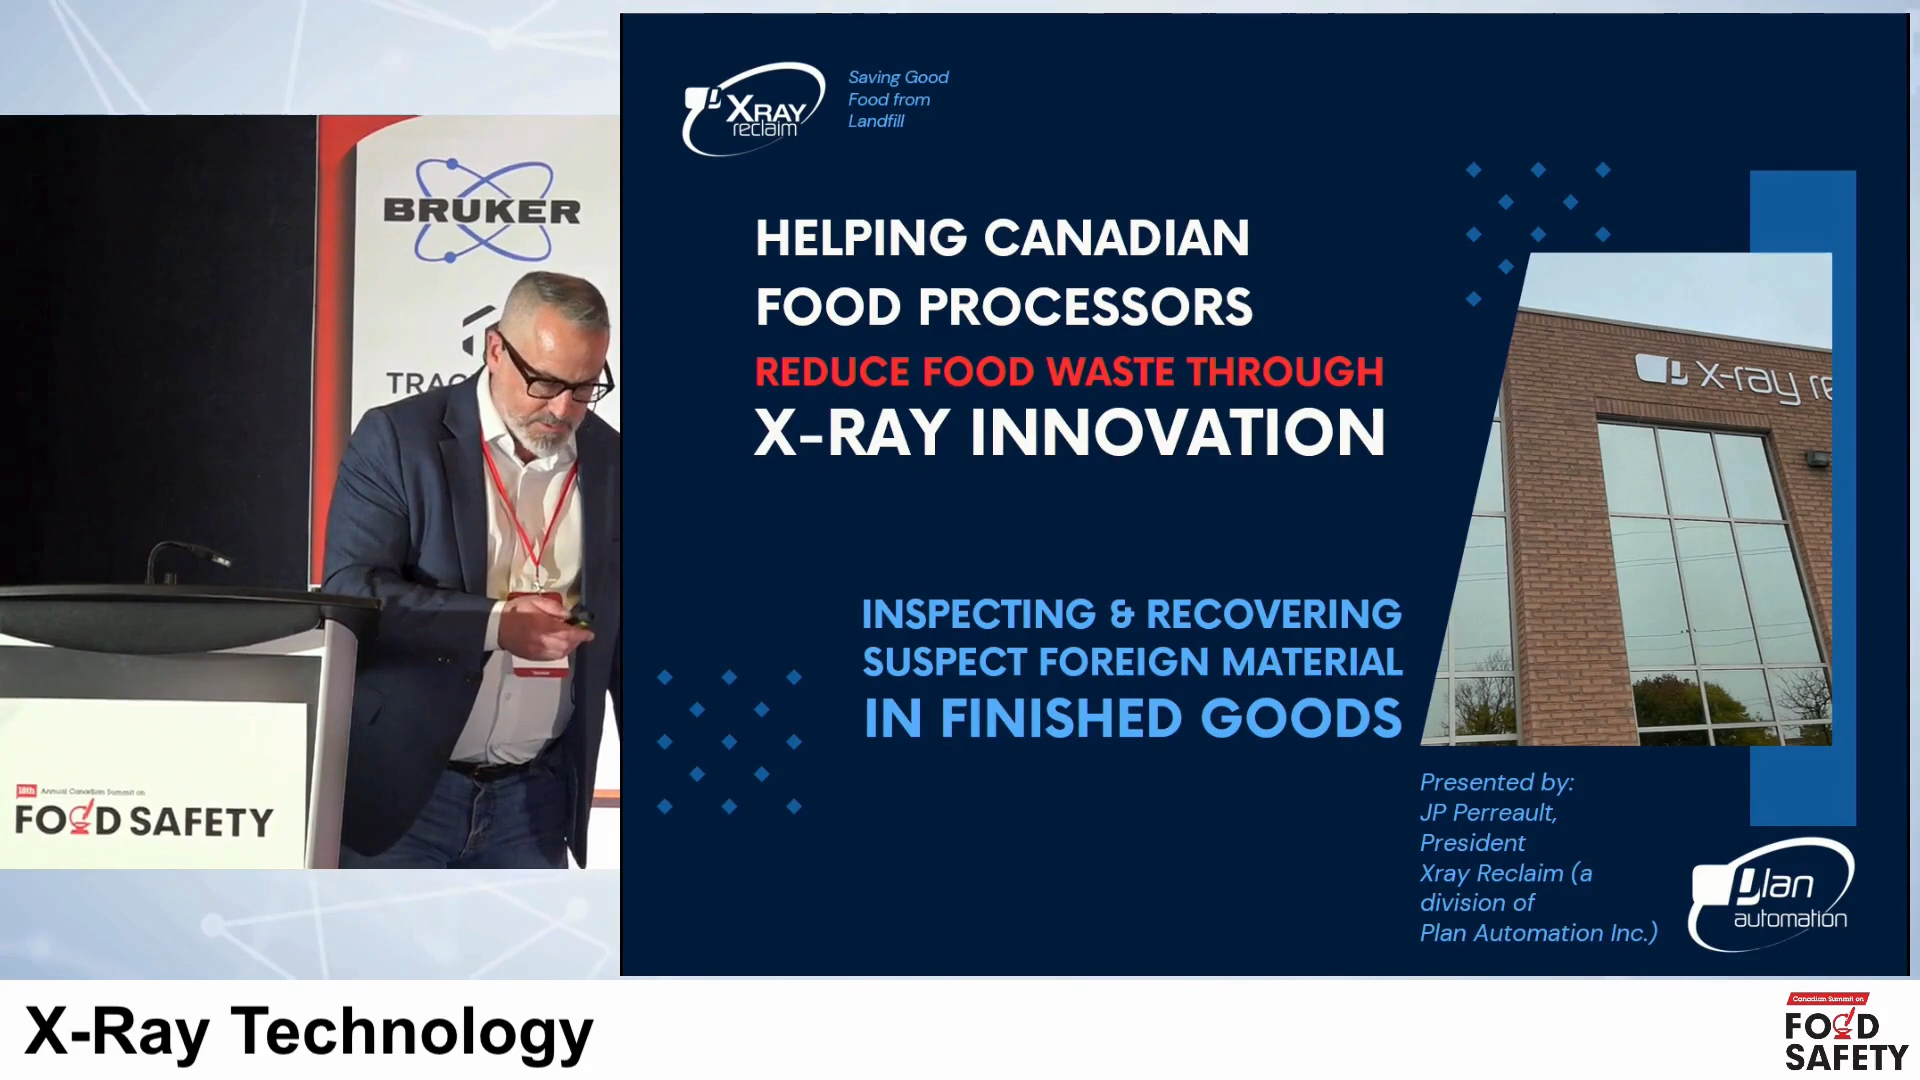 XRAY
reclaim
Saving Good
Food from
Landfill
BRUKER
TRAC
HELPING CANADIAN
FOOD PROCESSORS
REDUCE FOOD WASTE THROUGH
X-RAY INNOVATION
x-ray re
INSPECTING & RECOVERING
SUSPECT FOREIGN MATERIAL
IN FINISHED GOODS
Presented by:
JP Perreault,
President
Xray Reclaim (a
division of
Plan Automation Inc.)
Plan
automation
18th Annual Canadian Summit on
FOOD SAFETY
X-Ray Technology
Canadian Summit on
FOOD
SAFETY